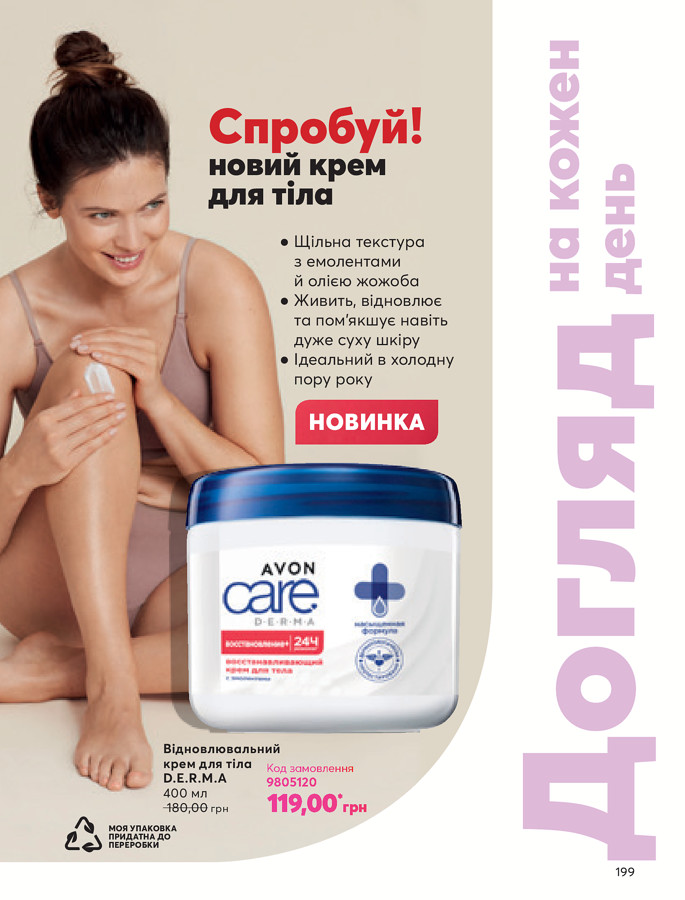 Спробуй!
новий крем
для тіла
• Щільна текстура
з емолентами
й олією жожоба
• Живить, відновлює
та пом'якшує навіть
дуже суху шкіру
• Ідеальний в холодну
пору року
НОВИНКА
AVON
care
D·E·R·M·A
ВОССТАНОВЛЕНИЕ+ 24Ч
восстанавливающий
крем для тела
насыщенная
формула
Відновлювальний
крем для тіла
D.E.R.M.A
400 мл
180,00 грн
Код замовлення
9805120
119,00* грн
МОЯ УПАКОВКА
ПРИДАТНА ДО
ПЕРЕРОБКИ
Догляд
на кожен
день
199